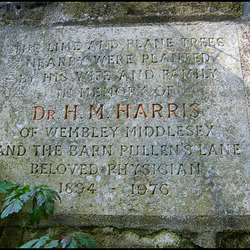 THE LIME AND PLANE TREES
NEARBY WERE PLANTED
BY HIS WIFE AND FAMILY
IN MEMORY OF
DR H. M. HARRIS
OF WEMBLEY MIDDLESEX
AND THE BARN PULLEN'S LANE
BELOVED PHYSICIAN
1894 - 1976